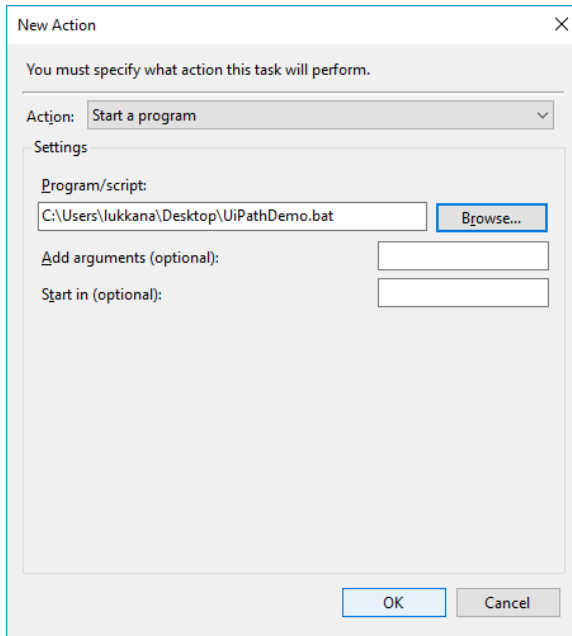 New Action
You must specify what action this task will perform.
Action: Start a program
Settings
Program/script:
C:\Users\lukkana\Desktop\UiPathDemo.bat Browse...
Add arguments (optional):
Start in (optional):
OK Cancel